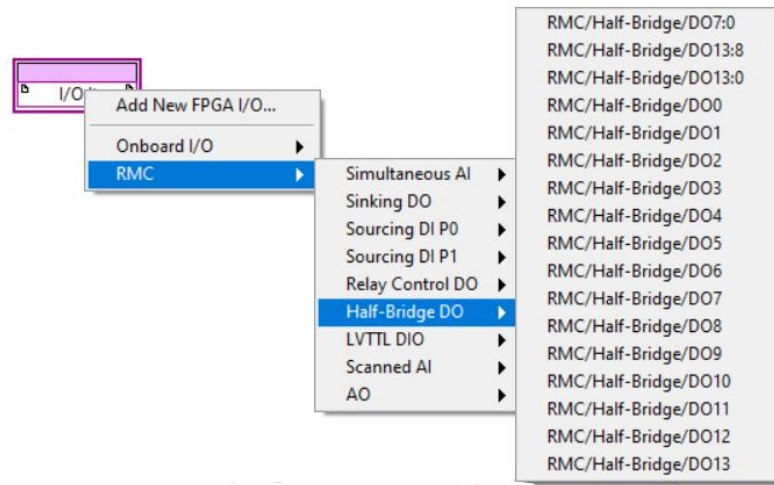 I/O
Add New FPGA I/O...
Onboard I/O
RMC
Simultaneous AI
Sinking DO
Sourcing DI P0
Sourcing DI P1
Relay Control DO
Half-Bridge DO
LVTTL DIO
Scanned AI
AO
RMC/Half-Bridge/DO7:0
RMC/Half-Bridge/DO13:8
RMC/Half-Bridge/DO13:0
RMC/Half-Bridge/DO0
RMC/Half-Bridge/DO1
RMC/Half-Bridge/DO2
RMC/Half-Bridge/DO3
RMC/Half-Bridge/DO4
RMC/Half-Bridge/DO5
RMC/Half-Bridge/DO6
RMC/Half-Bridge/DO7
RMC/Half-Bridge/DO8
RMC/Half-Bridge/DO9
RMC/Half-Bridge/DO10
RMC/Half-Bridge/DO11
RMC/Half-Bridge/DO12
RMC/Half-Bridge/DO13